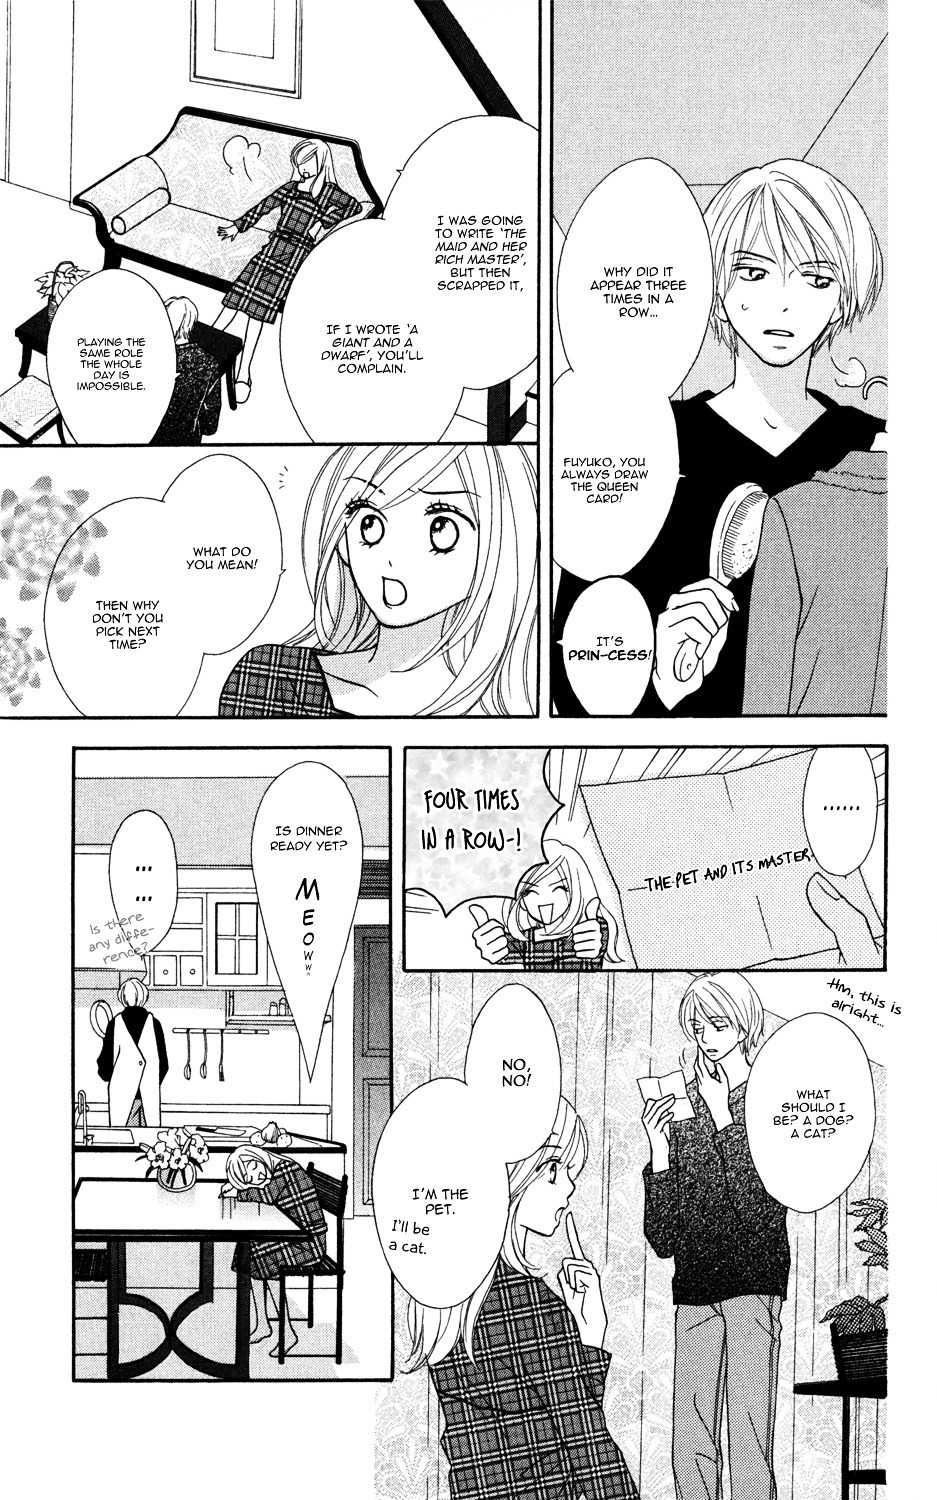 WHY DID IT
APPEAR THREE
TIMES IN A
ROW...
FUYUKO, YOU
ALWAYS DRAW
THE QUEEN
CARD!
IT'S
PRIN-CESS!
I WAS GOING
TO WRITE 'THE
MAID AND HER
RICH MASTER',
BUT THEN
SCRAPPED IT,
IF I WROTE 'A
GIANT AND A
DWARF', YOU'LL
COMPLAIN.
PLAYING THE
SAME ROLE
THE WHOLE
DAY IS
IMPOSSIBLE.
WHAT DO
YOU MEAN!
THEN WHY
DON'T YOU
PICK NEXT
TIME?
......
THE PET AND ITS MASTER
FOUR TIMES
IN A ROW-!
Hm, this is
alright...
WHAT
SHOULD I
BE? A DOG?
A CAT?
NO,
NO!
I'M THE
PET.
I'll be
a cat.
IS DINNER
READY YET?
MEOW~
...
...
Is there
any diffe-
rence?